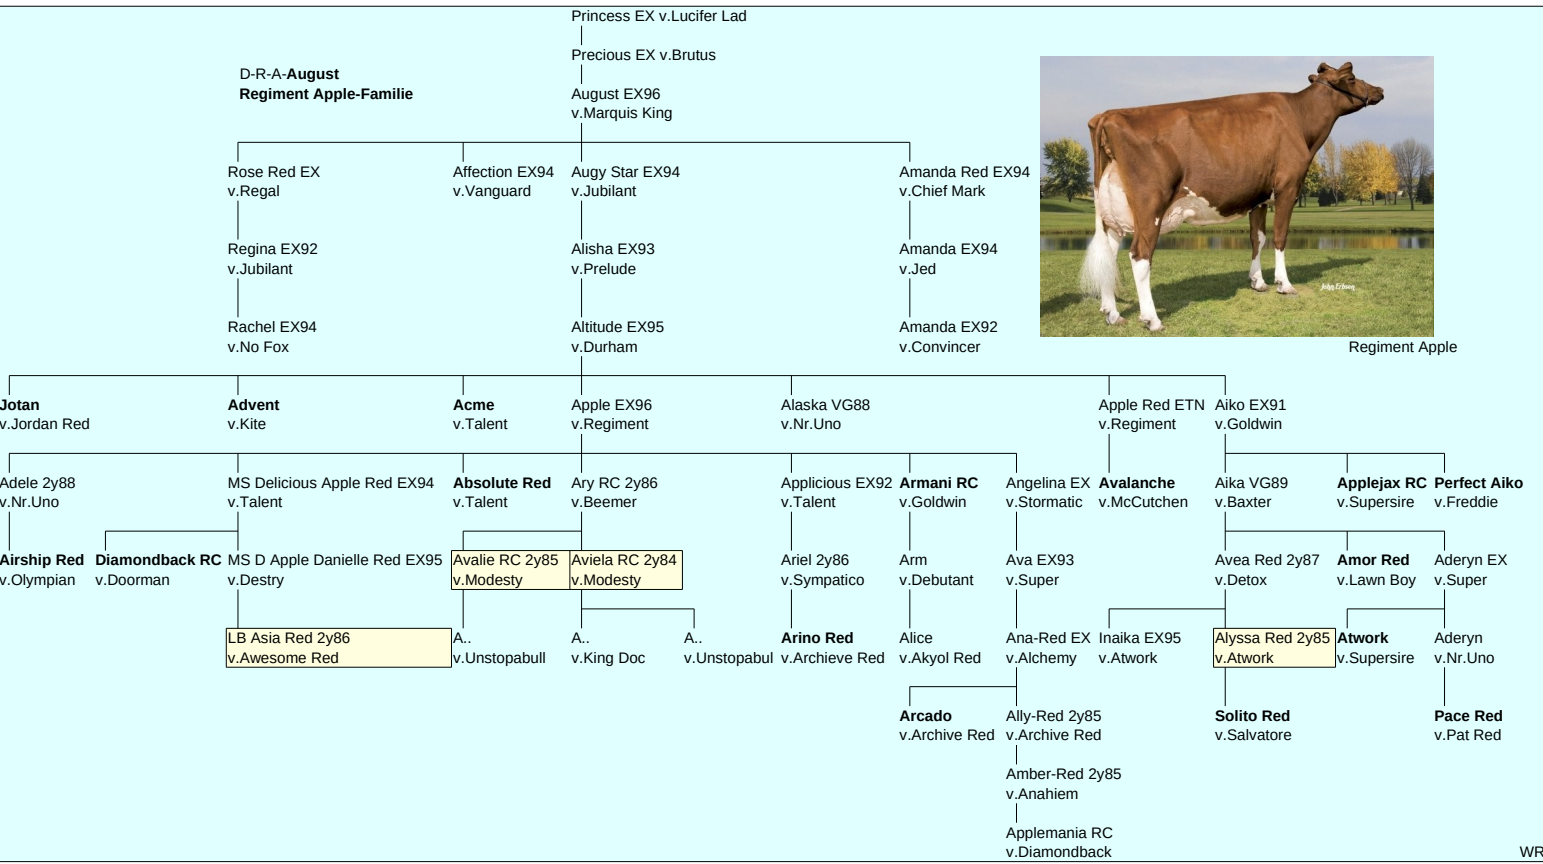 Princess EX v.Lucifer Lad
Precious EX v.Brutus
D-R-A-August
Regiment Apple-Familie
August EX96
v.Marquis King
Rose Red EX
v.Regal
Affection EX94
v.Vanguard
Augy Star EX94
v.Jubilant
Amanda Red EX94
v.Chief Mark
Regina EX92
v.Jubilant
Alisha EX93
v.Prelude
Amanda EX94
v.Jed
John Erbsen
Rachel EX94
v.No Fox
Altitude EX95
v.Durham
Amanda EX92
v.Convincer
Regiment Apple
Jotan
v.Jordan Red
Advent
v.Kite
Acme
v.Talent
Apple EX96
v.Regiment
Alaska VG88
v.Nr.Uno
Apple Red ETN
v.Regiment
Aiko EX91
v.Goldwin
Adele 2y88
v.Nr.Uno
MS Delicious Apple Red EX94
v.Talent
Absolute Red
v.Talent
Ary RC 2y86
v.Beemer
Applicious EX92
v.Talent
Armani RC
v.Goldwin
Angelina EX
v.Stormatic
Avalanche
v.McCutchen
Aika VG89
v.Baxter
Applejax RC
v.Supersire
Perfect Aiko
v.Freddie
Airship Red
v.Olympian
Diamondback RC
v.Doorman
MS D Apple Danielle Red EX95
v.Destry
Avalie RC 2y85
v.Modesty
Aviela RC 2y84
v.Modesty
Ariel 2y86
v.Sympatico
Arm
v.Debutant
Ava EX93
v.Super
Avea Red 2y87
v.Detox
Amor Red
v.Lawn Boy
Aderyn EX
v.Super
LB Asia Red 2y86
v.Awesome Red
A..
v.Unstopabull
A..
v.King Doc
A..
v.Unstopabul
Arino Red
v.Archieve Red
Alice
v.Akyol Red
Ana-Red EX
v.Alchemy
Inaika EX95
v.Atwork
Alyssa Red 2y85
v.Atwork
Atwork
v.Supersire
Aderyn
v.Nr.Uno
Arcado
v.Archive Red
Ally-Red 2y85
v.Archive Red
Solito Red
v.Salvatore
Pace Red
v.Pat Red
Amber-Red 2y85
v.Anahiem
Applemania RC
v.Diamondback
WR